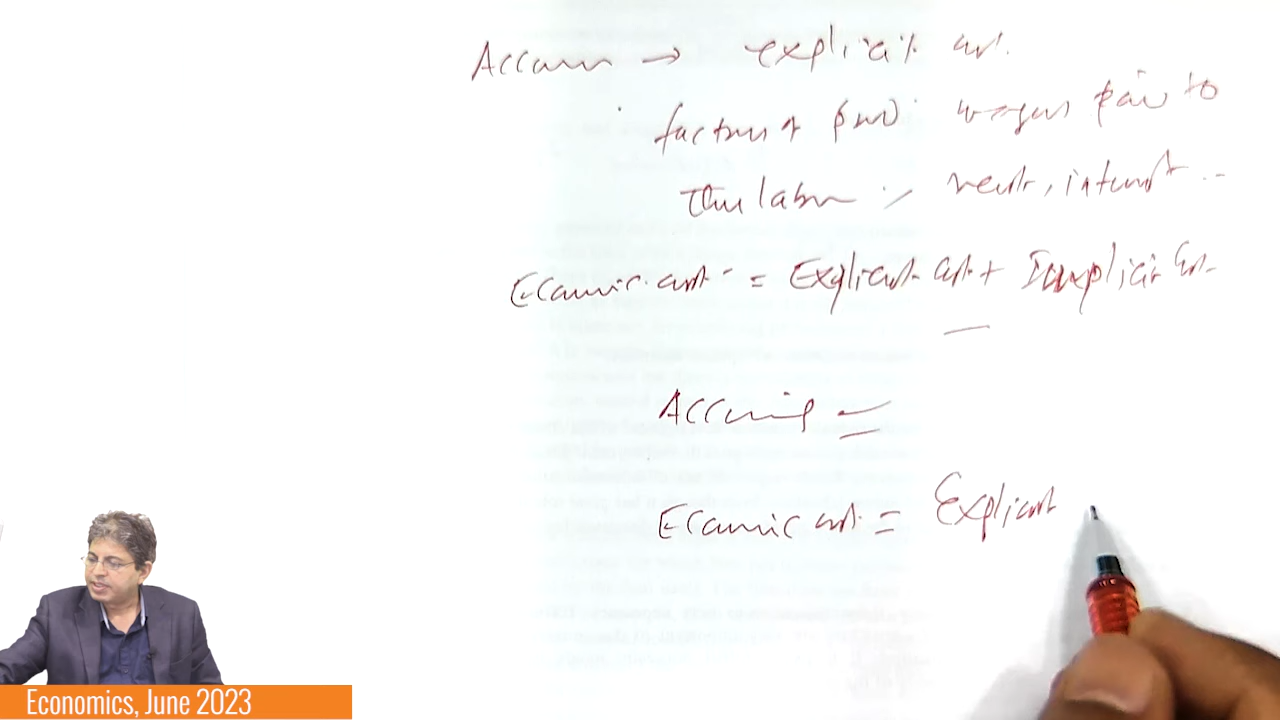 Accoun → explicit cost.
factors of prod wages paid to
the labour, rent, interest ..
Economic cost = Explicit cost + Implicit cost
Accouning =
Economic cost = Explicit
Economics, June 2023